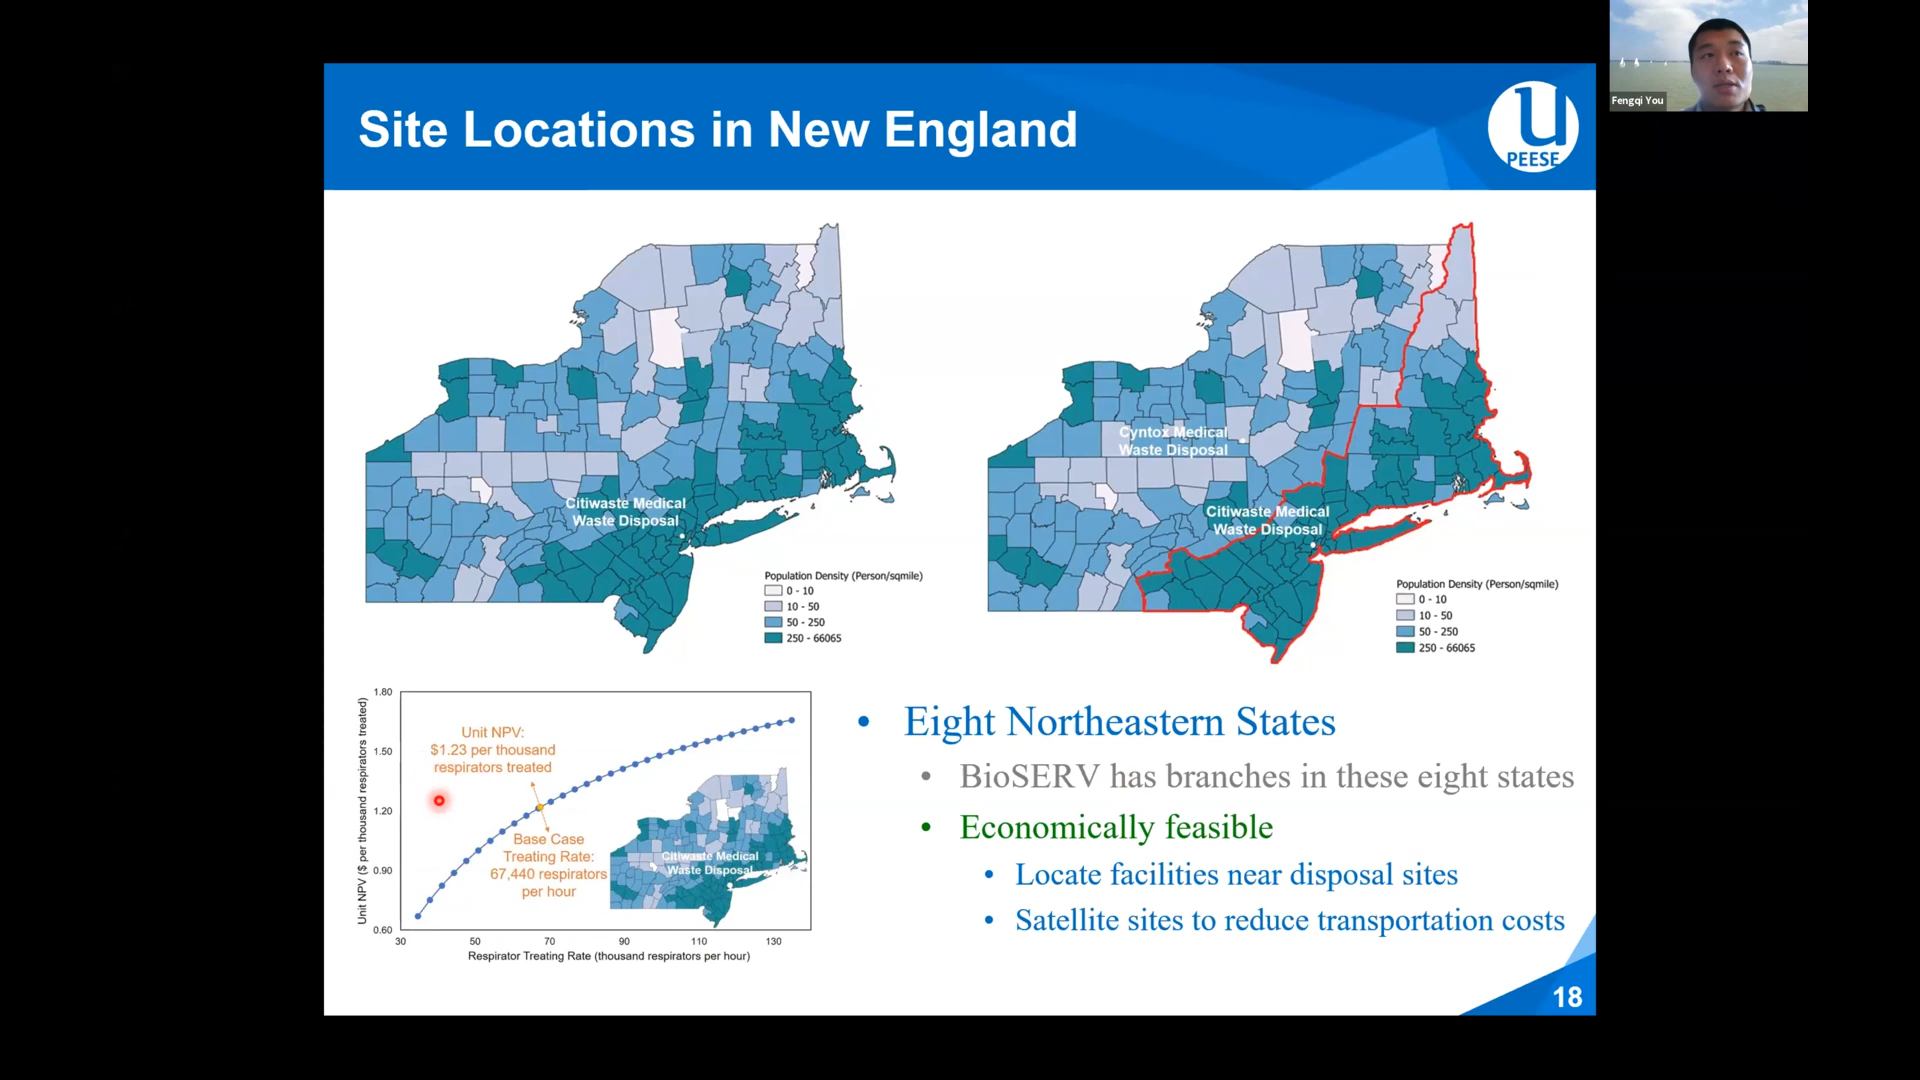 Site Locations in New England
U
PEESE
Fengqi You
Citiwaste Medical
Waste Disposal
Population Density (Person/sqmile)
0 - 10
10 - 50
50 - 250
250 - 66065
Cyntox Medical
Waste Disposal
Citiwaste Medical
Waste Disposal
Population Density (Person/sqmile)
0 - 10
10 - 50
50 - 250
250 - 66065
Unit NPV ($ per thousand respirators treated)
1.80
1.50
1.20
0.90
0.60
Unit NPV:
$1.23 per thousand
respirators treated
Base Case
Treating Rate:
67,440 respirators
per hour
Citiwaste Medical
Waste Disposal
30 50 70 90 110 130
Respirator Treating Rate (thousand respirators per hour)
• Eight Northeastern States
• BioSERV has branches in these eight states
• Economically feasible
• Locate facilities near disposal sites
• Satellite sites to reduce transportation costs
18